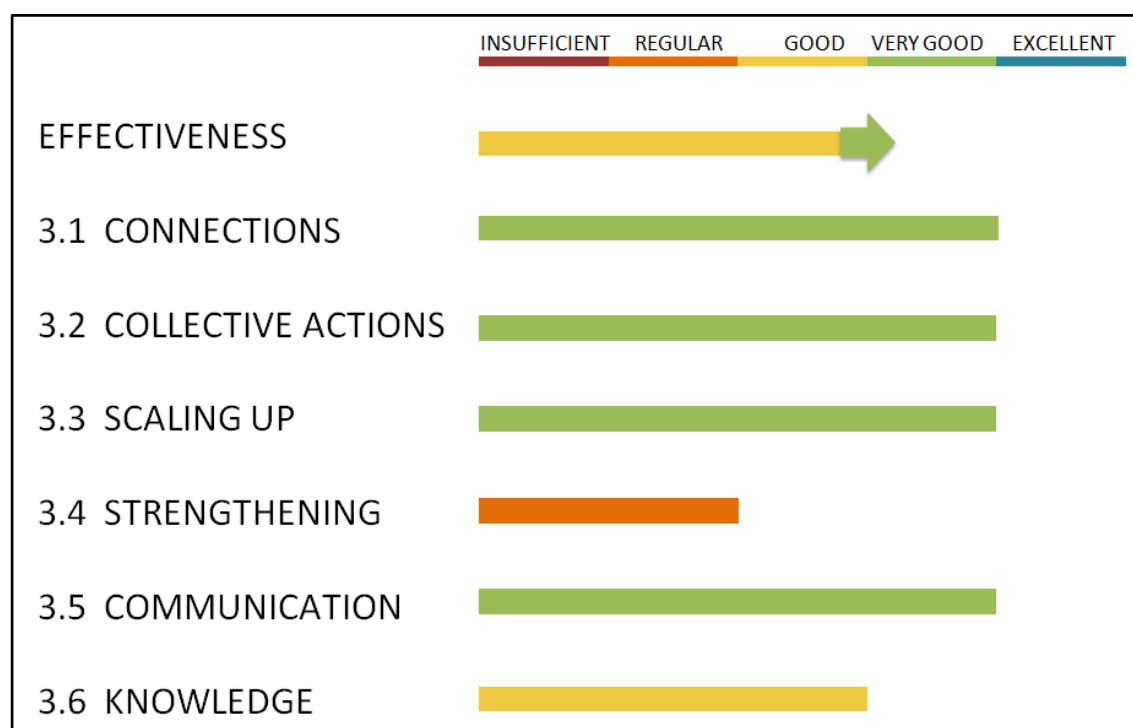 INSUFFICIENT REGULAR GOOD VERY GOOD EXCELLENT
EFFECTIVENESS
3.1 CONNECTIONS
3.2 COLLECTIVE ACTIONS
3.3 SCALING UP
3.4 STRENGTHENING
3.5 COMMUNICATION
3.6 KNOWLEDGE